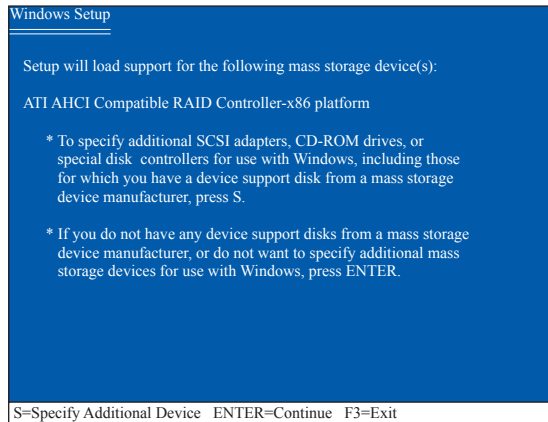 Windows Setup
Setup will load support for the following mass storage device(s):
ATI AHCI Compatible RAID Controller-x86 platform
* To specify additional SCSI adapters, CD-ROM drives, or
special disk controllers for use with Windows, including those
for which you have a device support disk from a mass storage
device manufacturer, press S.
* If you do not have any device support disks from a mass storage
device manufacturer, or do not want to specify additional mass
storage devices for use with Windows, press ENTER.
S=Specify Additional Device ENTER=Continue F3=Exit